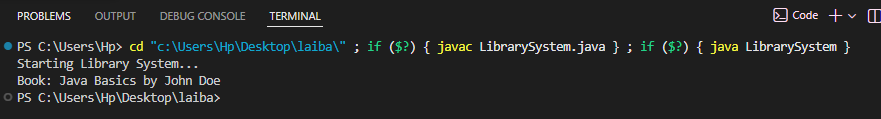 PROBLEMS OUTPUT DEBUG CONSOLE TERMINAL Code
PS C:\Users\Hp> cd "c:\Users\Hp\Desktop\laiba\" ; if ($?) { javac LibrarySystem.java } ; if ($?) { java LibrarySystem }
Starting Library System...
Book: Java Basics by John Doe
PS C:\Users\Hp\Desktop\laiba>